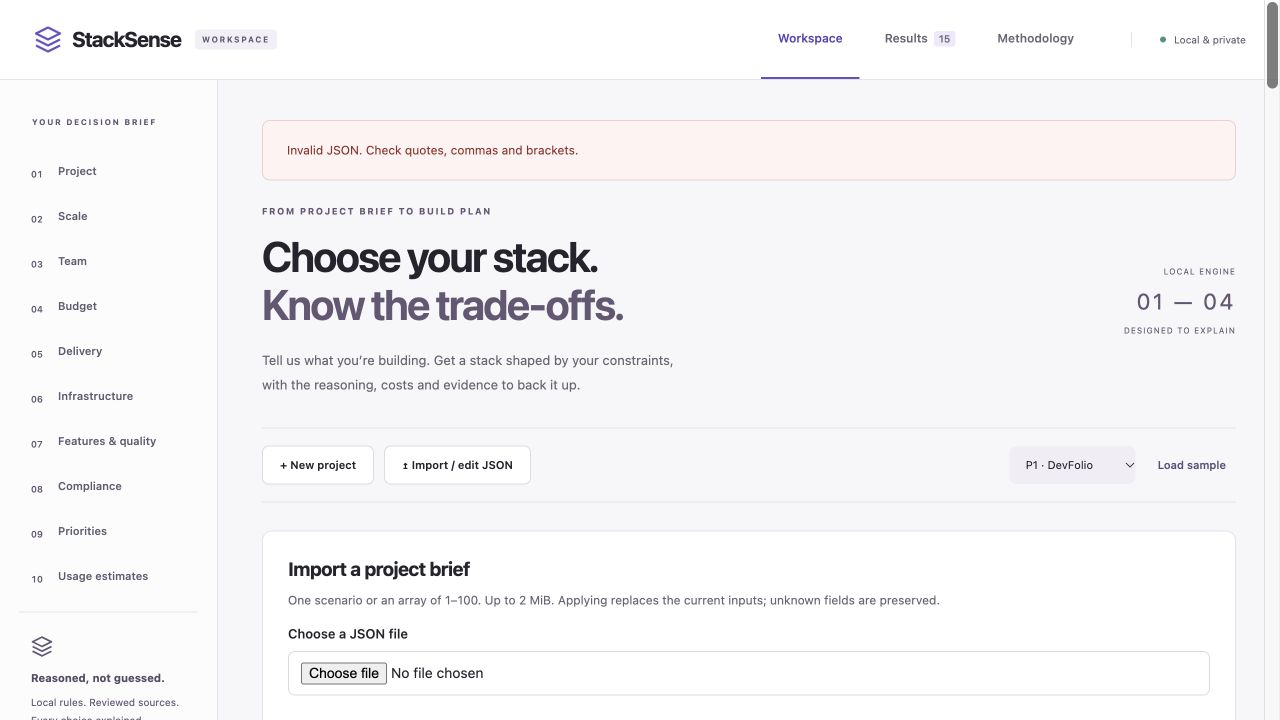 StackSense
WORKSPACE
Workspace
Results 15
Methodology
Local & private
YOUR DECISION BRIEF
01 Project
02 Scale
03 Team
04 Budget
05 Delivery
06 Infrastructure
07 Features & quality
08 Compliance
09 Priorities
10 Usage estimates
Reasoned, not guessed.
Local rules. Reviewed sources.
Every choice explained.
Invalid JSON. Check quotes, commas and brackets.
FROM PROJECT BRIEF TO BUILD PLAN
Choose your stack.
Know the trade-offs.
Tell us what you’re building. Get a stack shaped by your constraints,
with the reasoning, costs and evidence to back it up.
LOCAL ENGINE
01 — 04
DESIGNED TO EXPLAIN
+ New project
↥ Import / edit JSON
P1 · DevFolio
Load sample
Import a project brief
One scenario or an array of 1–100. Up to 2 MiB. Applying replaces the current inputs; unknown fields are preserved.
Choose a JSON file
Choose file No file chosen